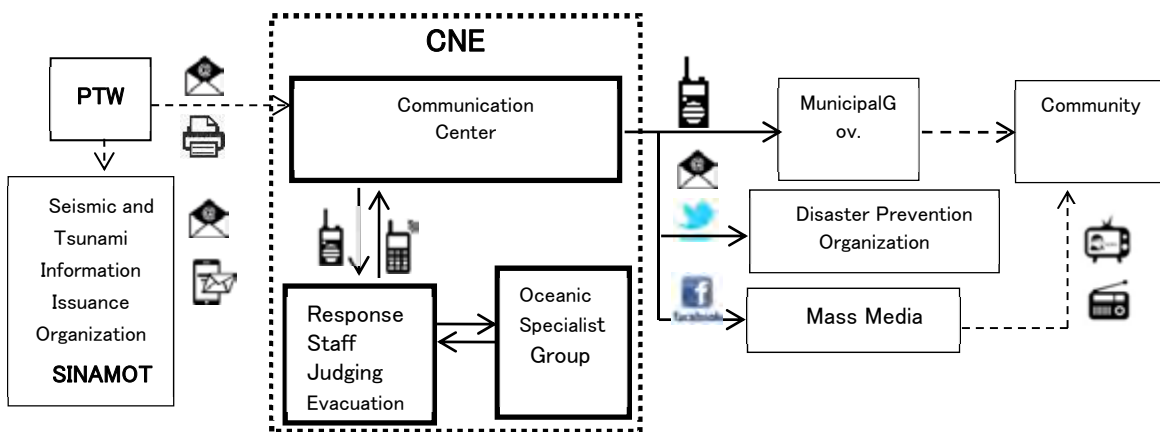 CNE
PTW
Communication
Center
MunicipalG
ov.
Community
Seismic and
Tsunami
Information
Issuance
Organization
SINAMOT
Disaster Prevention
Organization
Response
Staff
Judging
Evacuation
Oceanic
Specialist
Group
facebook
Mass Media